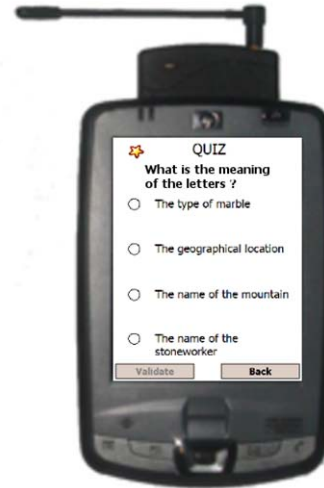 QUIZ
What is the meaning
of the letters ?
The type of marble
The geographical location
The name of the mountain
The name of the
stoneworker
Validate
Back